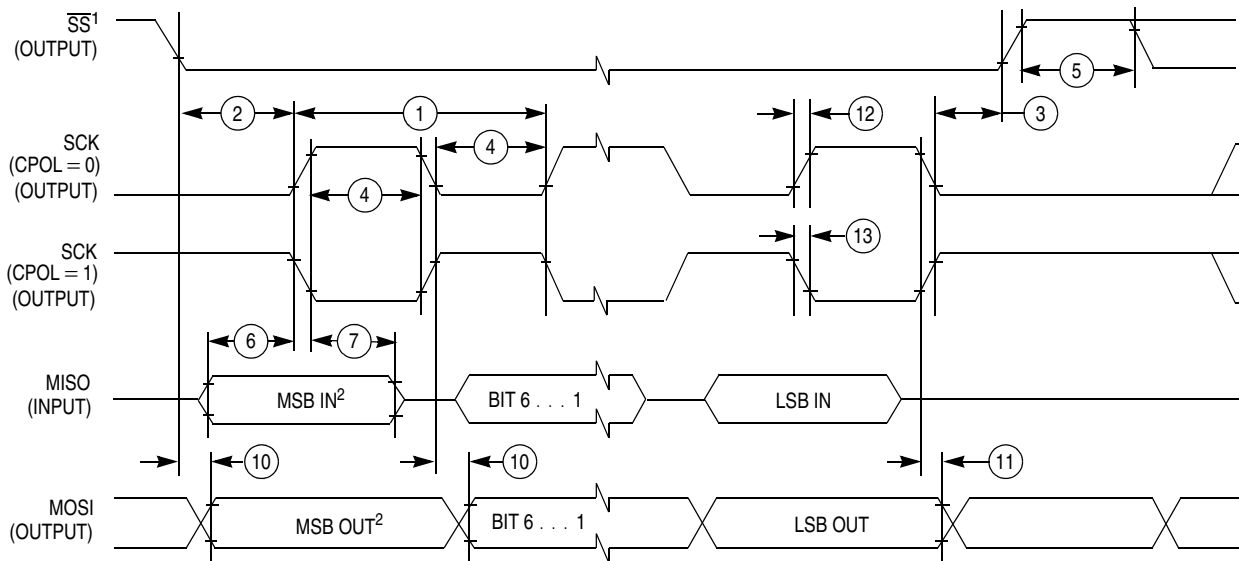 SS¹
(OUTPUT)
5
2
1
12
3
SCK
(CPOL = 0)
(OUTPUT)
4
4
SCK
(CPOL = 1)
(OUTPUT)
13
6
7
MISO
(INPUT)
MSB IN²
BIT 6 . . . 1
LSB IN
10
10
11
MOSI
(OUTPUT)
MSB OUT²
BIT 6 . . . 1
LSB OUT